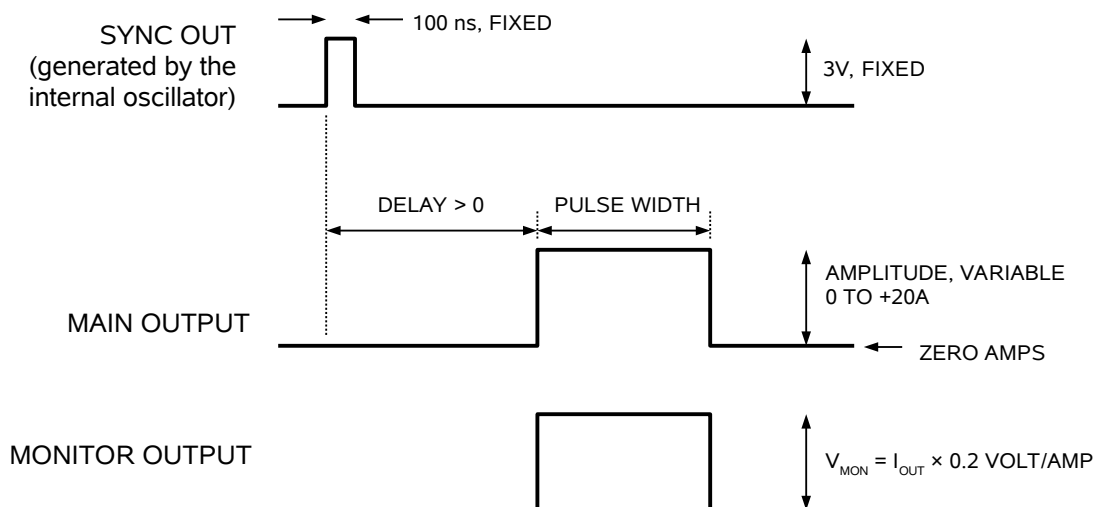 100 ns, FIXED
SYNC OUT
(generated by the
internal oscillator)
3V, FIXED
DELAY > 0
PULSE WIDTH
AMPLITUDE, VARIABLE
0 TO +20A
MAIN OUTPUT
ZERO AMPS
MONITOR OUTPUT
VMON = IOUT × 0.2 VOLT/AMP